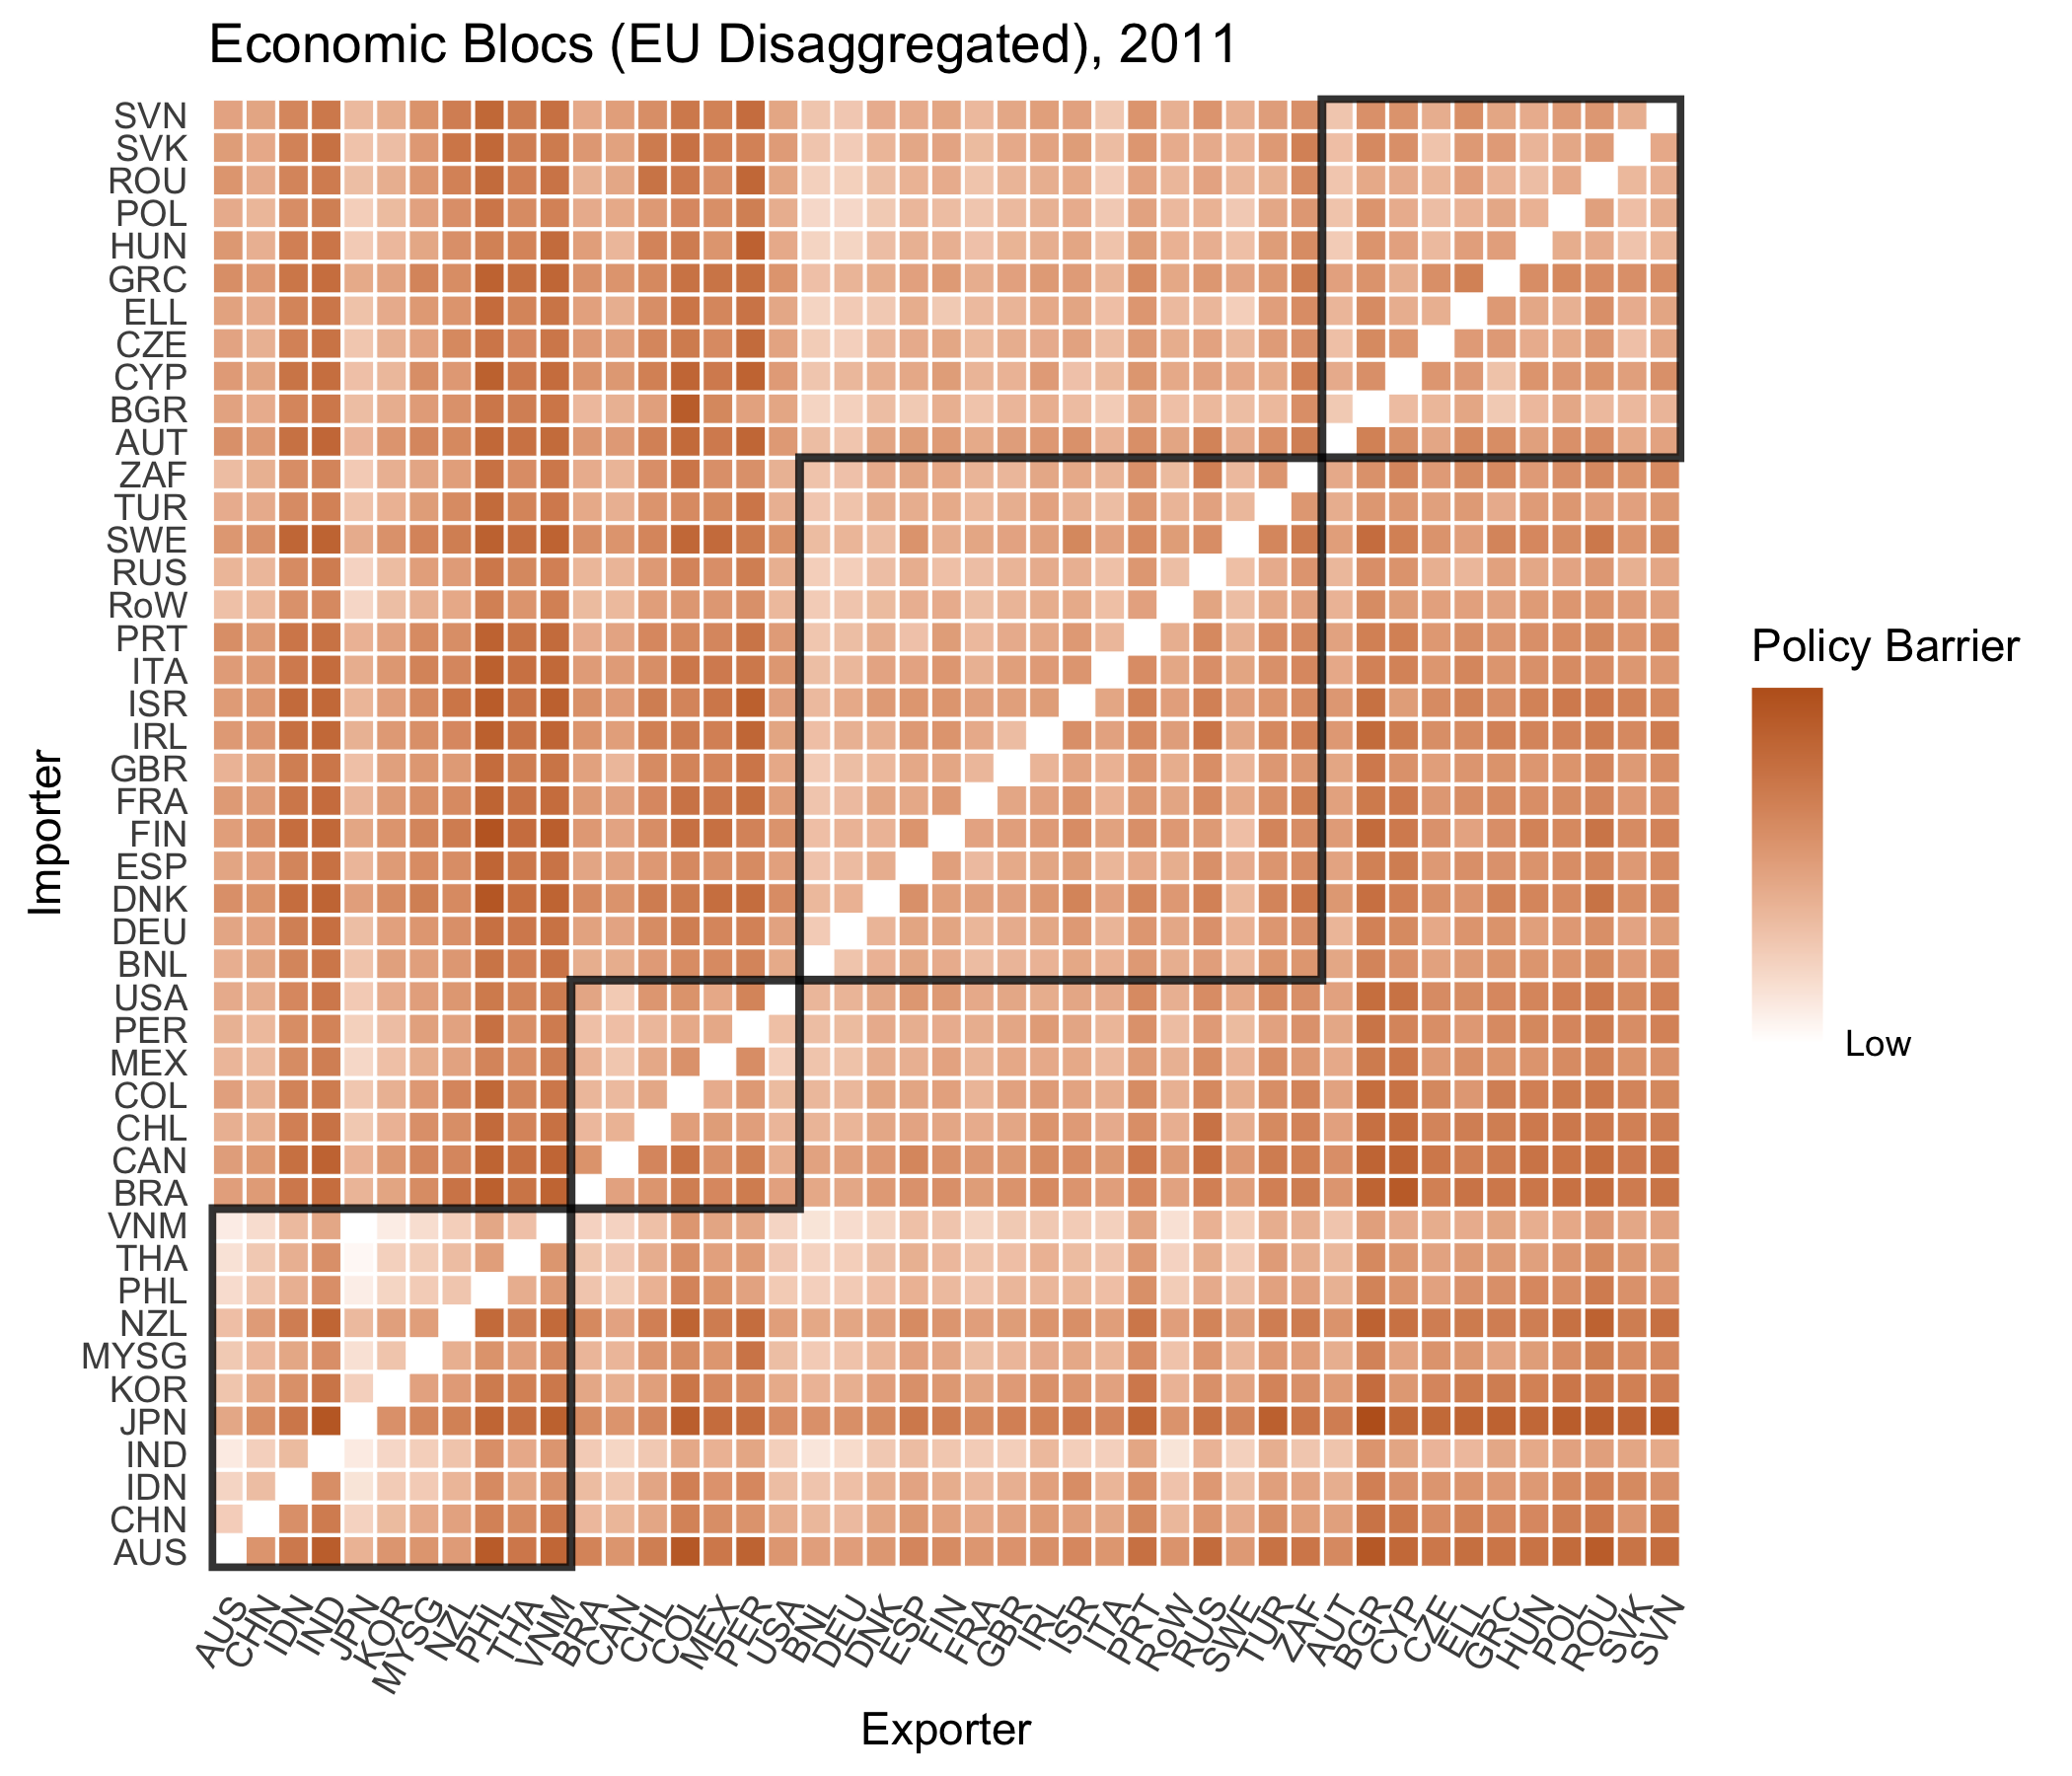 Economic Blocs (EU Disaggregated), 2011
SVN
SVK
ROU
POL
HUN
GRC
ELL
CZE
CYP
BGR
AUT
ZAF
TUR
SWE
RUS
RoW
PRT
ITA
ISR
IRL
GBR
FRA
FIN
ESP
DNK
DEU
BNL
USA
PER
MEX
COL
CHL
CAN
BRA
VNM
THA
PHL
NZL
MYSG
KOR
JPN
IND
IDN
CHN
AUS
Importer
AUS
CHN
IDN
IND
JPN
KOR
MYSG
NZL
PHL
THA
VNM
BRA
CAN
CHL
COL
MEX
PER
USA
BNL
DEU
DNK
ESP
FIN
FRA
GBR
IRL
ISR
ITA
PRT
RoW
RUS
SWE
TUR
ZAF
AUT
BGR
CYP
CZE
ELL
GRC
HUN
POL
ROU
SVK
SVN
Exporter
Policy Barrier
Low